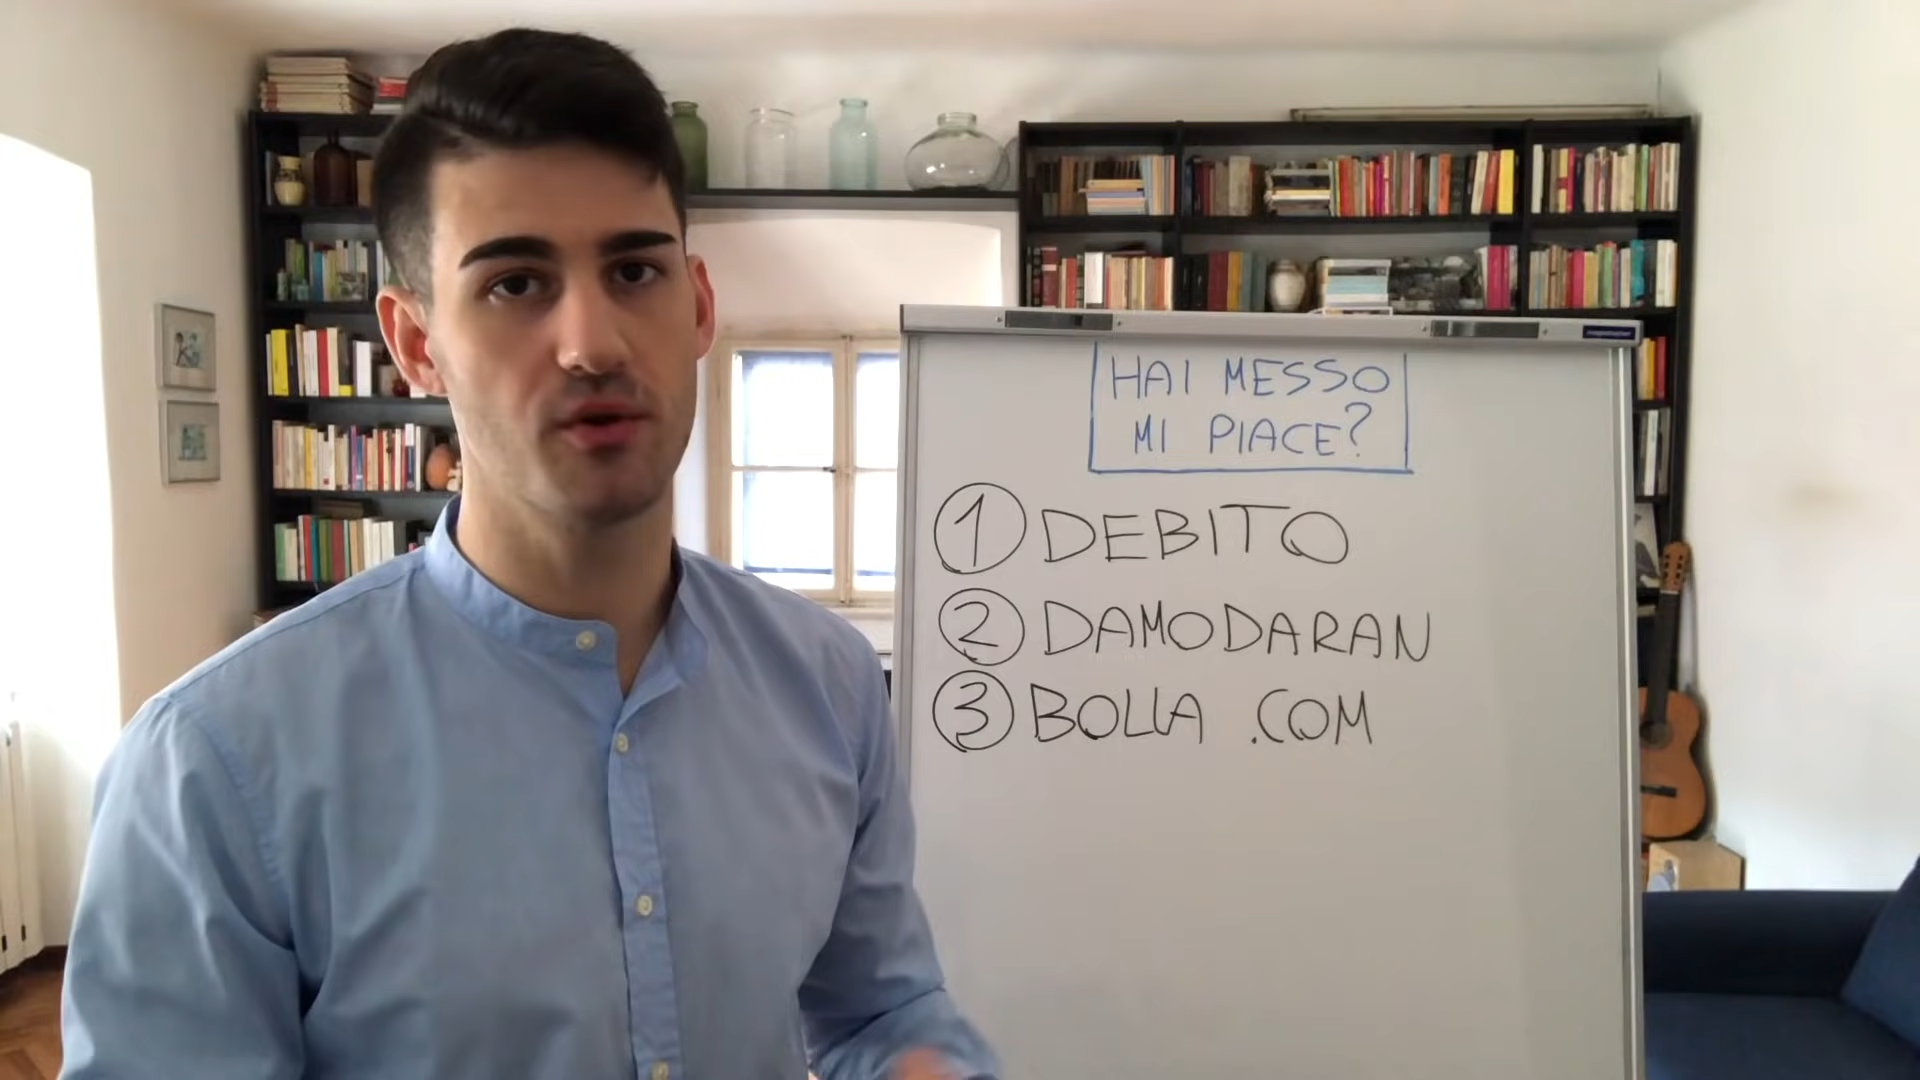 HAI MESSO
MI PIACE?
1 DEBITO
2 DAMODARAN
3 BOLLA .COM